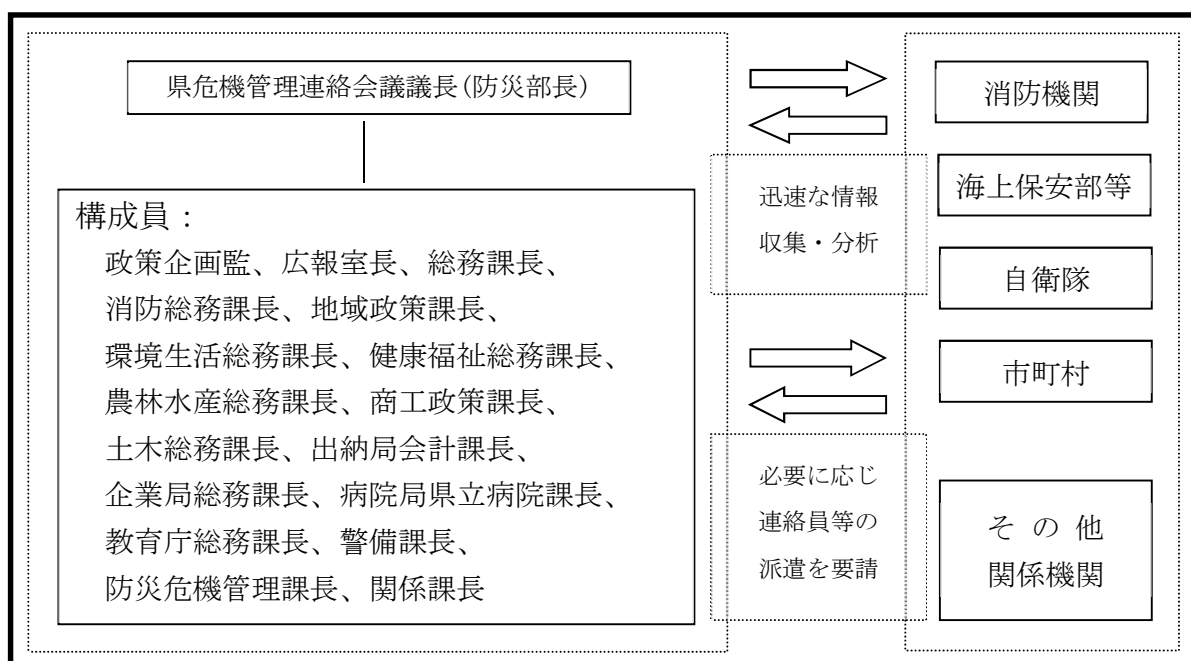 県危機管理連絡会議議長(防災部長)
構成員：
政策企画監、広報室長、総務課長、
消防総務課長、地域政策課長、
環境生活総務課長、健康福祉総務課長、
農林水産総務課長、商工政策課長、
土木総務課長、出納局会計課長、
企業局総務課長、病院局県立病院課長、
教育庁総務課長、警備課長、
防災危機管理課長、関係課長
迅速な情報
収集・分析
必要に応じ
連絡員等の
派遣を要請
消防機関
海上保安部等
自衛隊
市町村
その他
関係機関